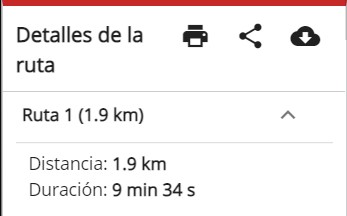 Detalles de la
ruta
Ruta 1 (1.9 km)
Distancia: 1.9 km
Duración: 9 min 34 s